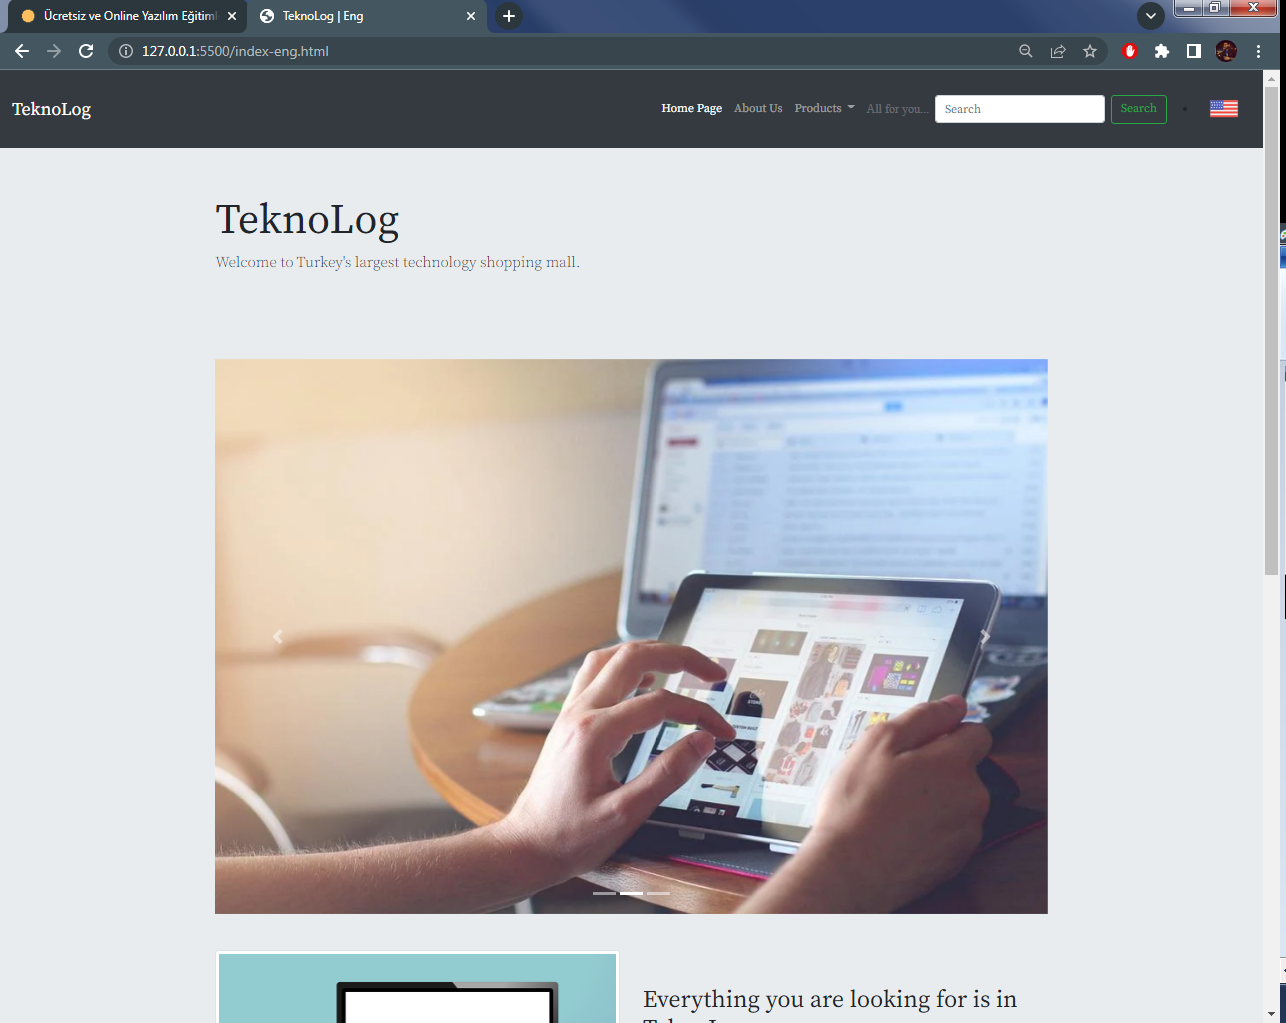 Ücretsiz ve Online Yazılım Eğitiml
TeknoLog | Eng
127.0.0.1:5500/index-eng.html
TeknoLog
Home Page
About Us
Products
All for you...
Search
Search
TeknoLog
Welcome to Turkey's largest technology shopping mall.
Everything you are looking for is in